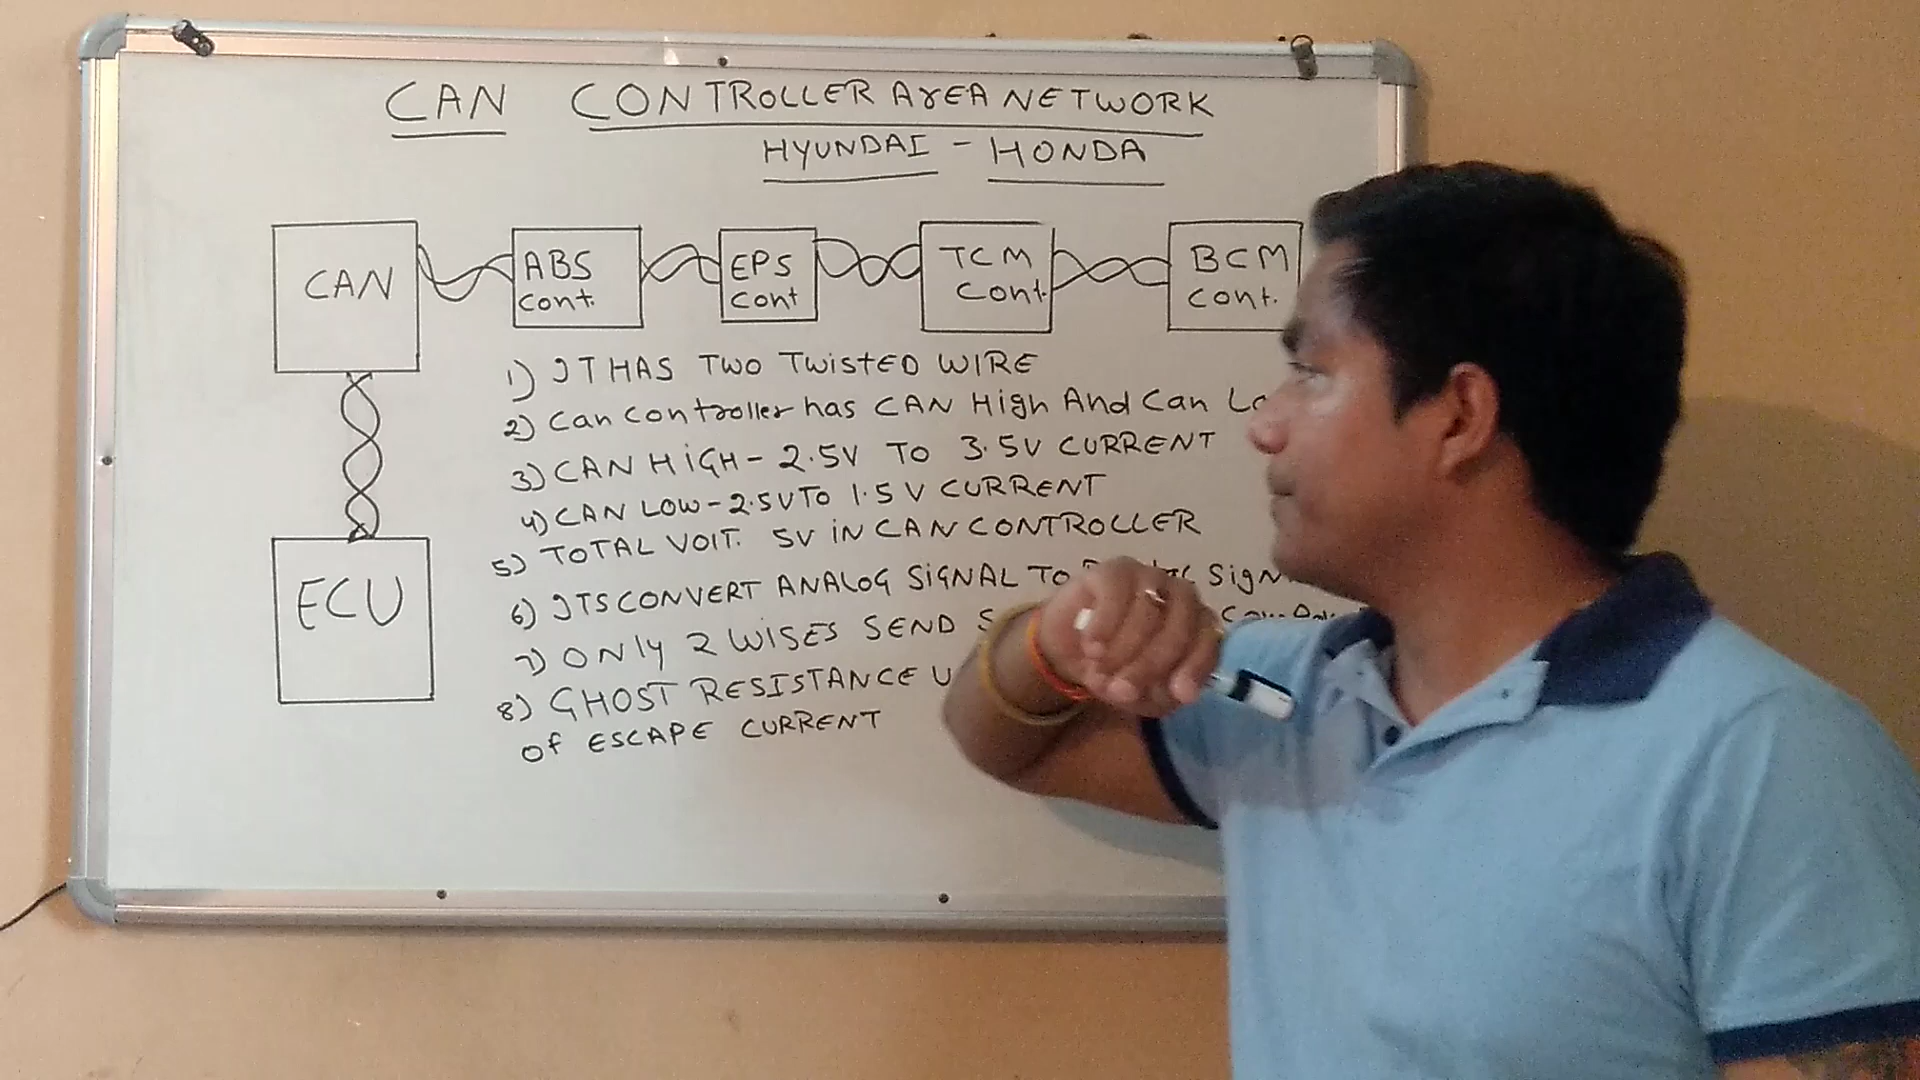 CAN CONTROLLER AREA NETWORK
HYUNDAI - HONDA
CAN
ABS
Cont.
EPS
Cont
TCM
Cont.
BCM
Cont.
ECU
1) IT HAS TWO TWISTED WIRE
2) Can controller has CAN High And Can
3) CAN HIGH - 2.5V TO 3.5V CURRENT
4) CAN LOW - 2.5V TO 1.5V CURRENT
5) TOTAL VOIT. 5V IN CAN CONTROLLER
6) ITS CONVERT ANALOG SIGNAL TO
7) ONLY 2 WISES SEND
8) GHOST RESISTANCE
OF ESCAPE CURRENT